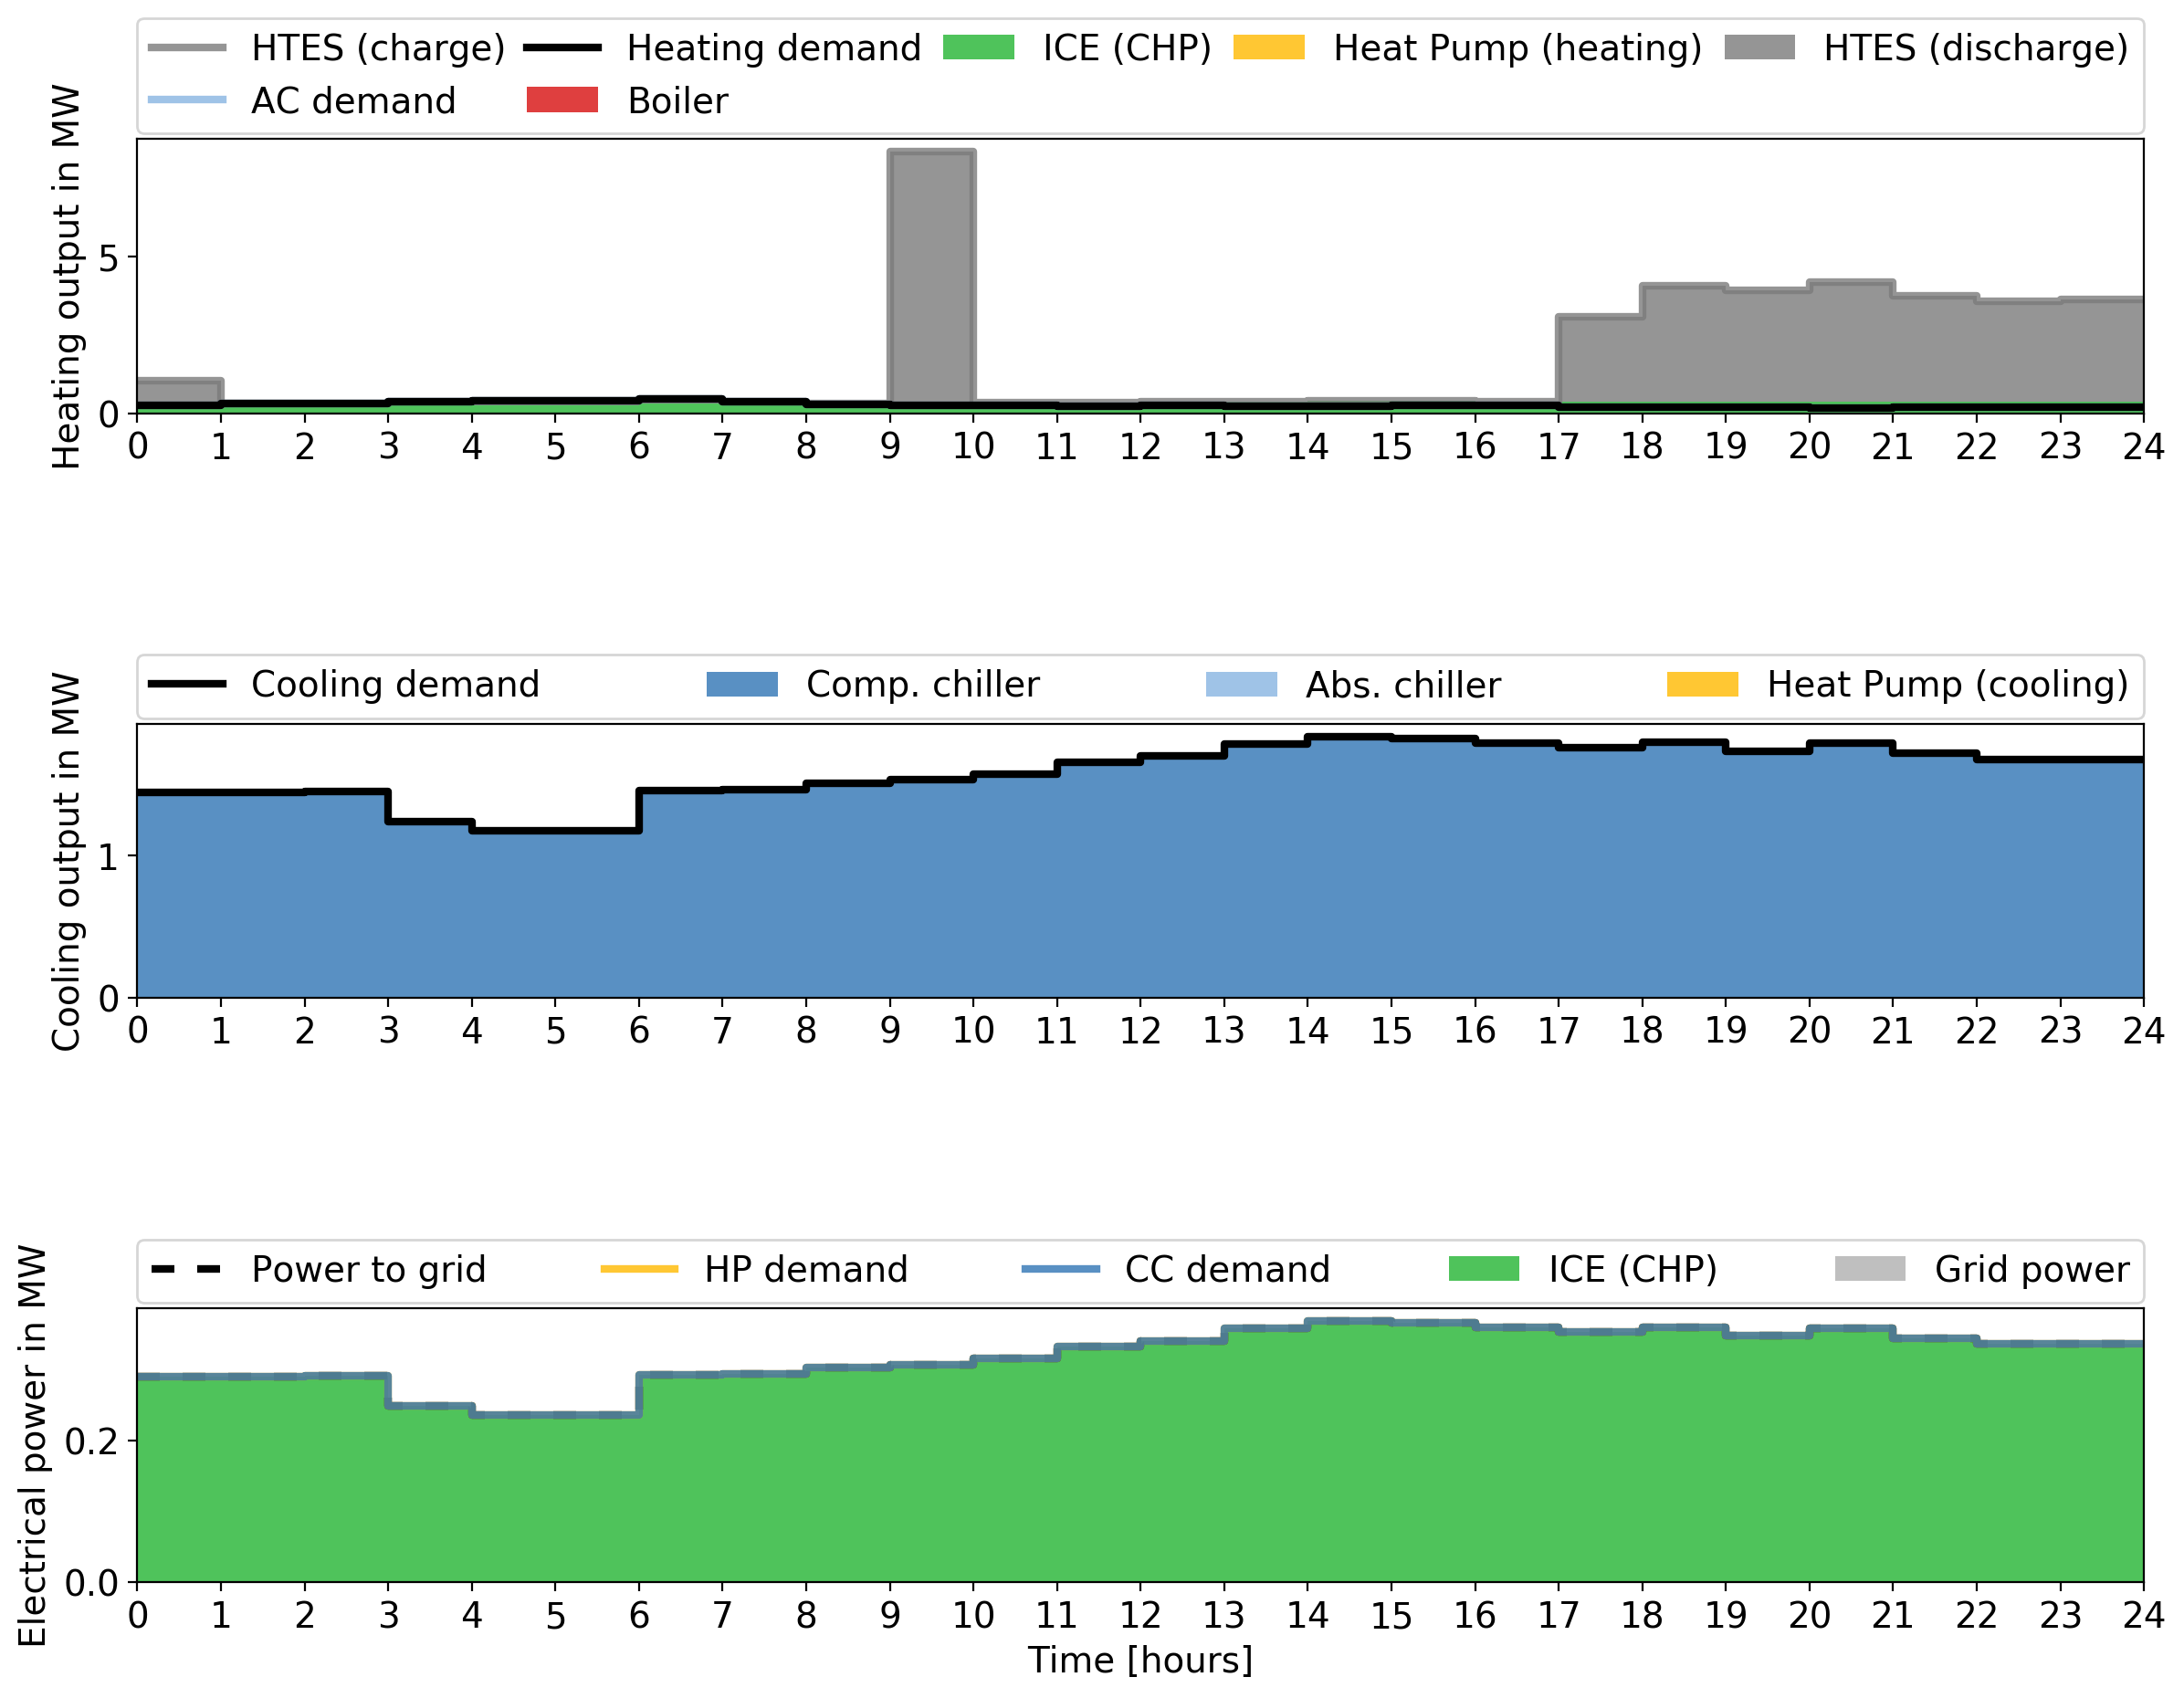 HTES (charge) Heating demand ICE (CHP) Heat Pump (heating) HTES (discharge)
AC demand Boiler
Heating output in MW
5
0
0 1 2 3 4 5 6 7 8 9 10 11 12 13 14 15 16 17 18 19 20 21 22 23 24
Cooling demand Comp. chiller Abs. chiller Heat Pump (cooling)
Cooling output in MW
1
0
0 1 2 3 4 5 6 7 8 9 10 11 12 13 14 15 16 17 18 19 20 21 22 23 24
Power to grid HP demand CC demand ICE (CHP) Grid power
Electrical power in MW
0.2
0.0
0 1 2 3 4 5 6 7 8 9 10 11 12 13 14 15 16 17 18 19 20 21 22 23 24
Time [hours]